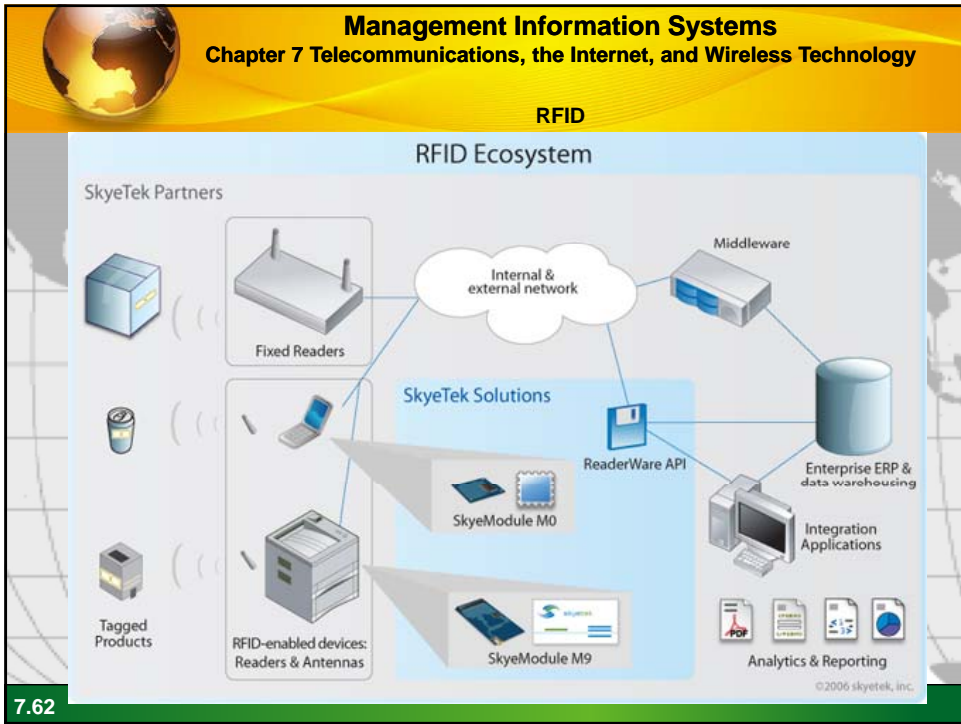 Management Information Systems
Chapter 7 Telecommunications, the Internet, and Wireless Technology
RFID
RFID Ecosystem
SkyeTek Partners
Middleware
Internal &
external network
Fixed Readers
SkyeTek Solutions
ReaderWare API
Enterprise ERP &
data warehousing
SkyeModule M0
Integration
Applications
Tagged
Products
RFID-enabled devices:
Readers & Antennas
skyetek
SkyeModule M9
PDF
Analytics & Reporting
©2006 skyetek, inc.
7.62